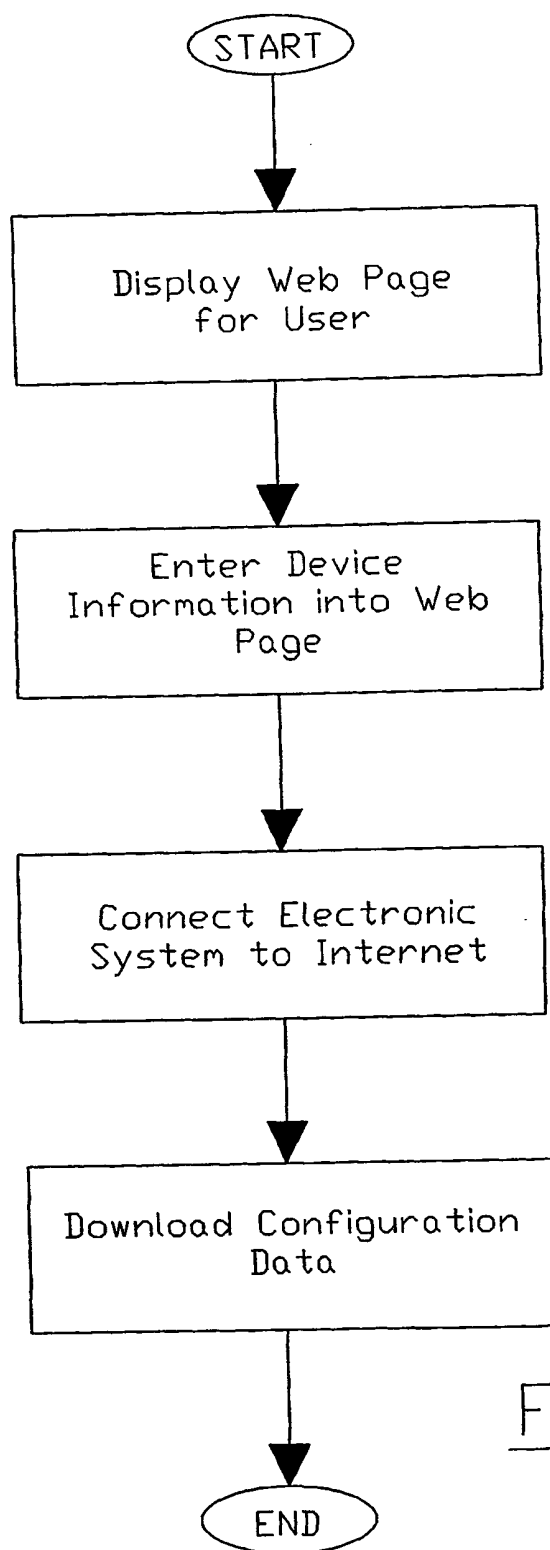 START
Display Web Page
for User
Enter Device
Information into Web
Page
Connect Electronic
System to Internet
Download Configuration
Data
F
END